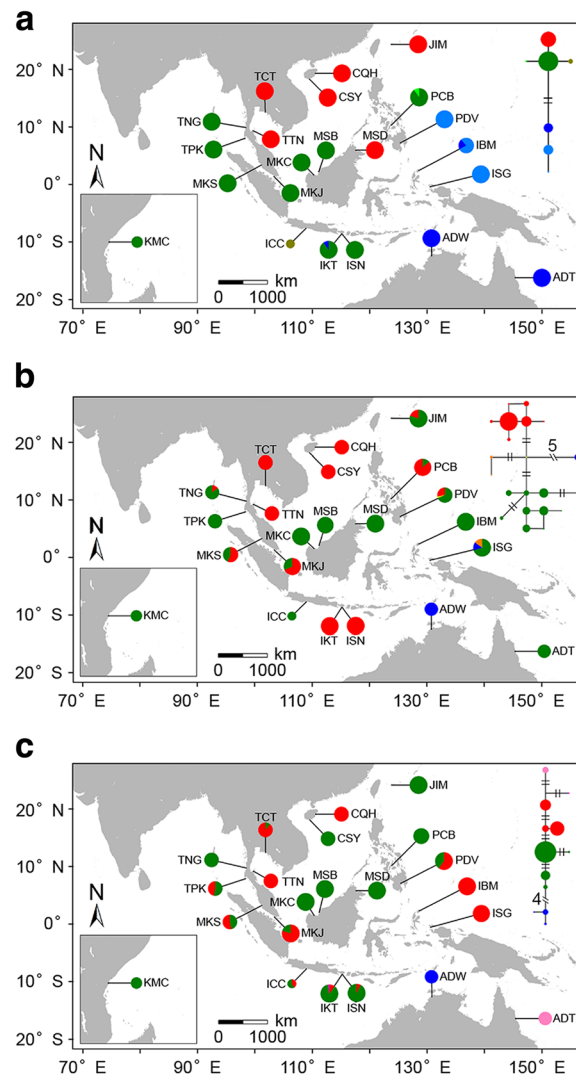 a
20° N
10° N
0°
10° S
20° S
N
TCT
CQH
JIM
CSY
PCB
TNG
TTN
MSB
MSD
PDV
TPK
MKC
IBM
MKS
MKJ
ISG
KMC
ICC
IKT
ISN
ADW
ADT
km
0 1000
70° E
90° E
110° E
130° E
150° E
b
20° N
10° N
0°
10° S
20° S
N
5
JIM
TCT
CQH
CSY
PCB
TNG
TTN
MSB
MSD
PDV
TPK
MKC
IBM
MKS
MKJ
ISG
KMC
ICC
IKT
ISN
ADW
ADT
km
0 1000
70° E
90° E
110° E
130° E
150° E
c
20° N
10° N
0°
10° S
20° S
N
4
JIM
TCT
CQH
CSY
PCB
TNG
TTN
MSB
MSD
PDV
TPK
MKC
IBM
MKS
MKJ
ISG
KMC
ICC
IKT
ISN
ADW
ADT
km
0 1000
70° E
90° E
110° E
130° E
150° E